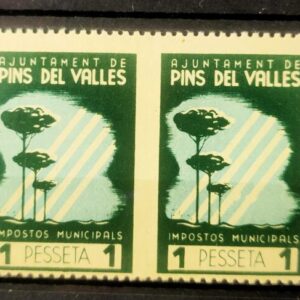 AJUNTAMENT DE
PINS DEL VALLES
IMPOSTOS MUNICIPALS
1 PESSETA 1
AJUNTAMENT DE
PINS DEL VALLES
IMPOSTOS MUNICIPALS
1 PESSETA 1